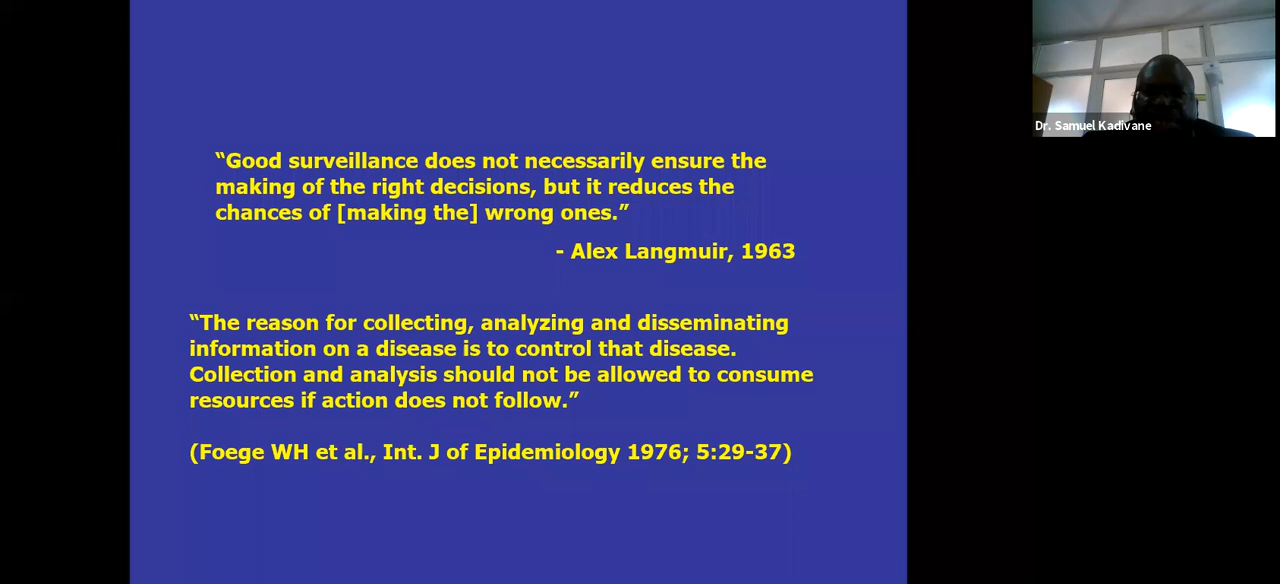 “Good surveillance does not necessarily ensure the
making of the right decisions, but it reduces the
chances of [making the] wrong ones.”
- Alex Langmuir, 1963
“The reason for collecting, analyzing and disseminating
information on a disease is to control that disease.
Collection and analysis should not be allowed to consume
resources if action does not follow.”
(Foege WH et al., Int. J of Epidemiology 1976; 5:29-37)
Dr. Samuel Kadivane